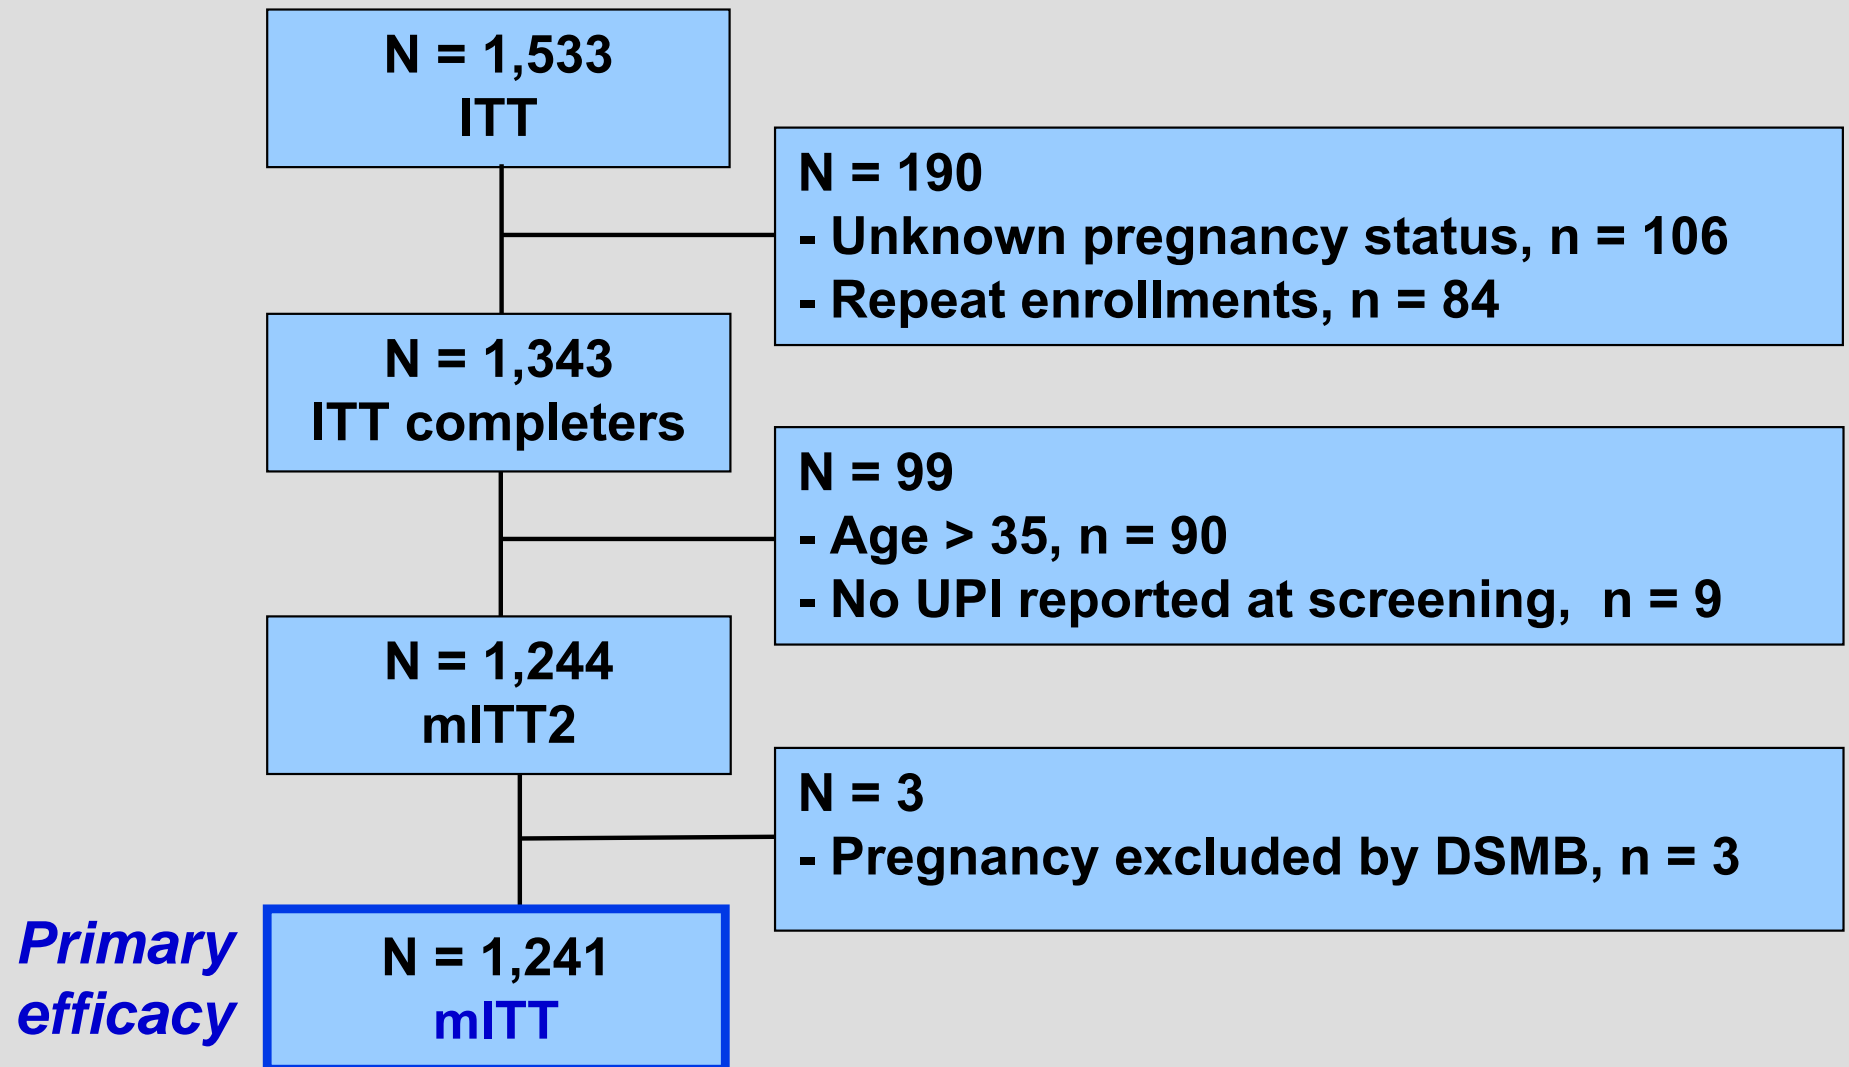 N = 1,533
ITT
N = 190
- Unknown pregnancy status, n = 106
- Repeat enrollments, n = 84
N = 1,343
ITT completers
N = 99
- Age > 35, n = 90
- No UPI reported at screening,  n = 9
N = 1,244
mITT2
N = 3
- Pregnancy excluded by DSMB, n = 3
Primary
efficacy
N = 1,241
mITT